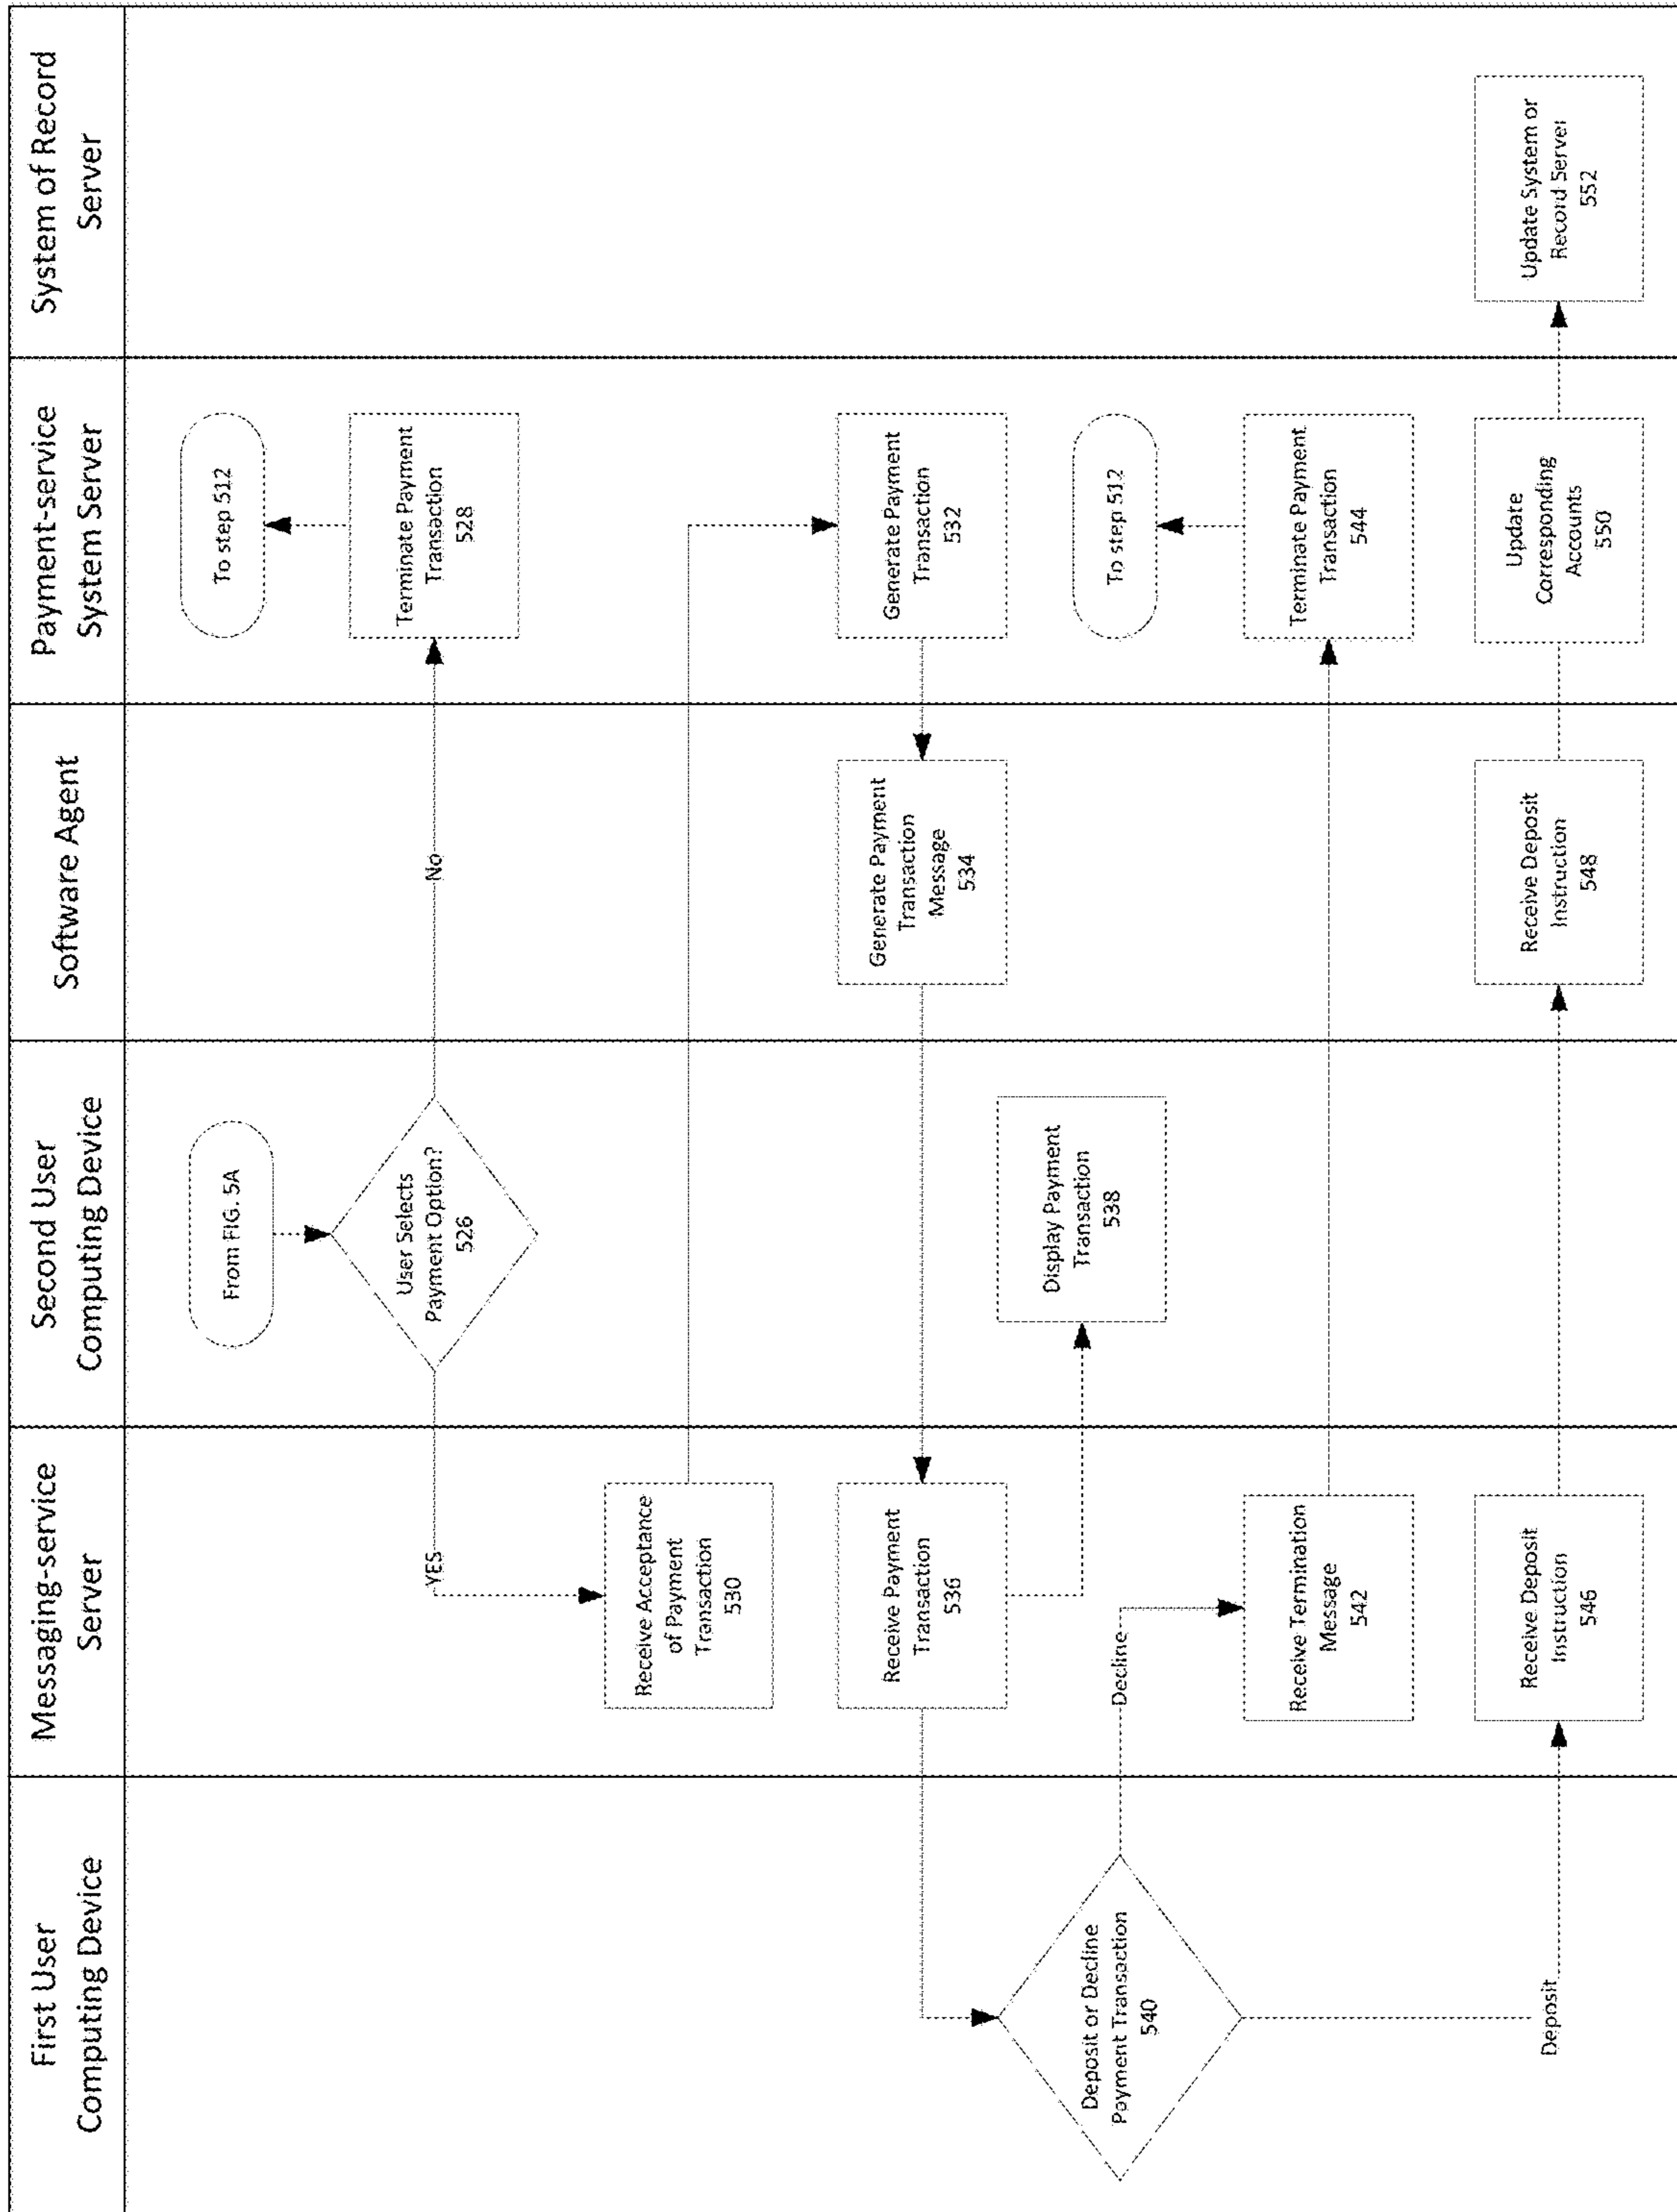 First User
Computing Device
Messaging-service
Server
Second User
Computing Device
Software Agent
Payment-service
System Server
System of Record
Server
From FIG. 5A
To step 512
User Selects
Payment Option?
526
YES
No
Terminate Payment
Transaction
528
Receive Acceptance
of Payment
Transaction
530
Generate Payment
Transaction
532
Generate Payment
Transaction
Message
534
Receive Payment
Transaction
536
Display Payment
Transaction
538
Deposit or Decline
Payment Transaction
540
Decline
To step 512
Receive Termination
Message
542
Terminate Payment
Transaction
544
Deposit
Receive Deposit
Instruction
546
Receive Deposit
Instruction
548
Update
Corresponding
Accounts
550
Update System or
Record Server
552